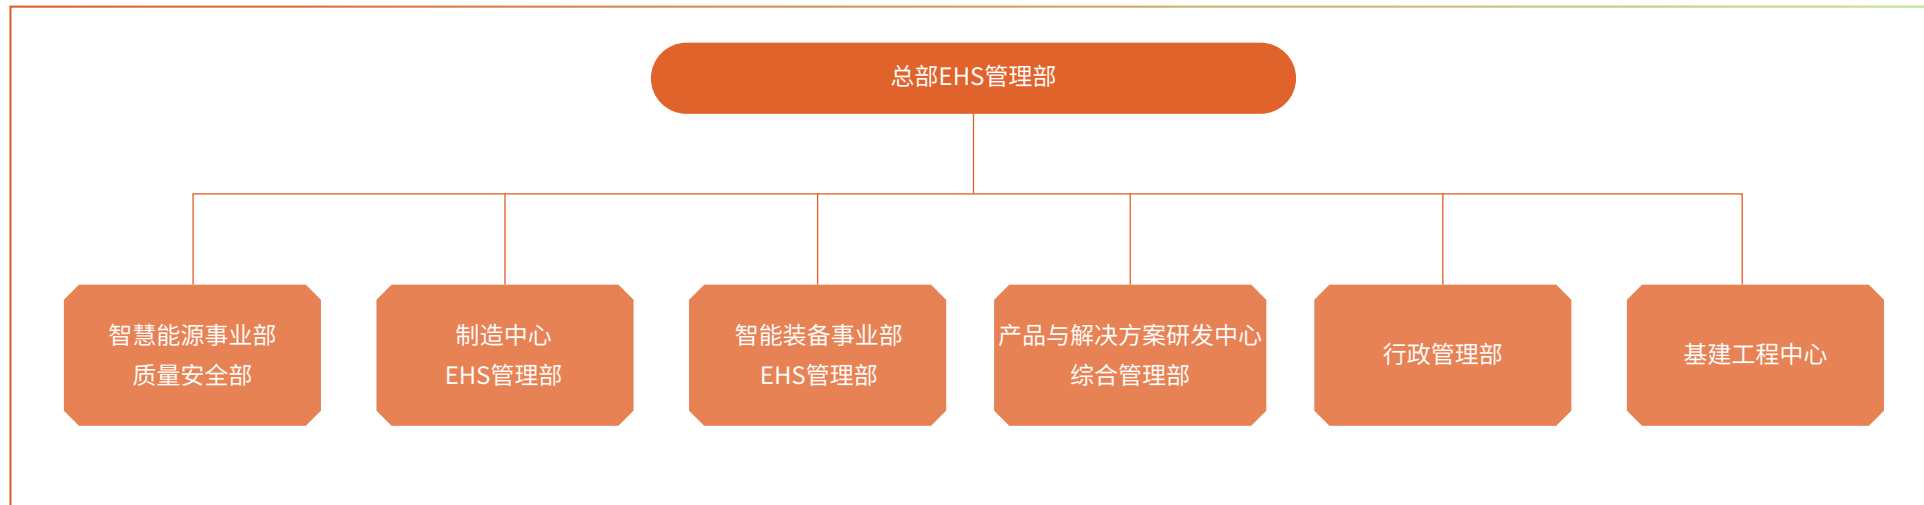 总部EHS管理部
智慧能源事业部
质量安全部
制造中心
EHS管理部
智能装备事业部
EHS管理部
产品与解决方案研发中心
综合管理部
行政管理部
基建工程中心